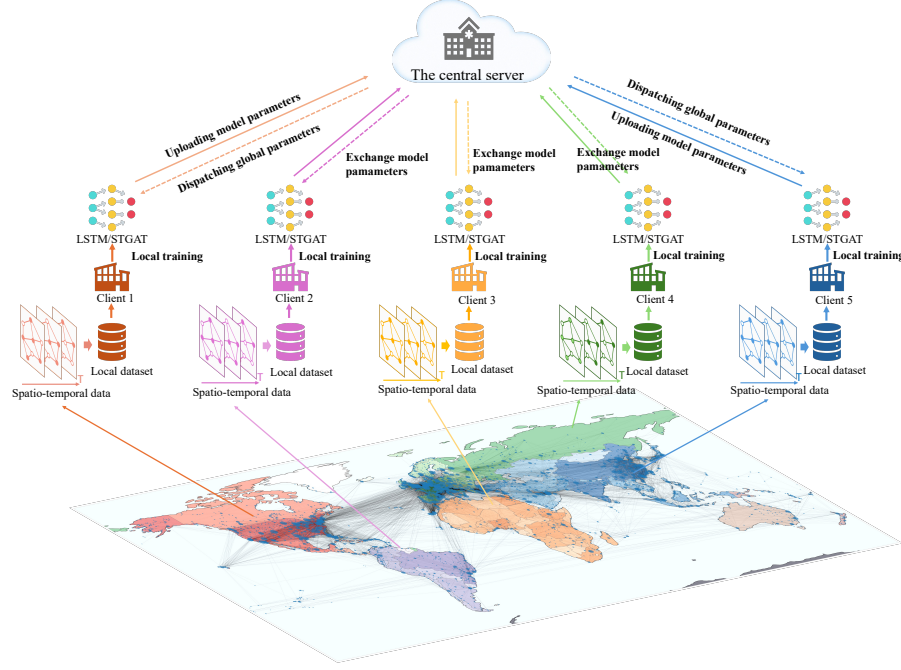 The central server
Uploading model parameters
Dispatching global parameters
Exchange model
pamameters
Exchange model
pamameters
Exchange model
pamameters
Dispatching global parameters
Uploading model parameters
LSTM/STGAT
LSTM/STGAT
LSTM/STGAT
LSTM/STGAT
LSTM/STGAT
Local training
Local training
Local training
Local training
Local training
Client 1
Client 2
Client 3
Client 4
Client 5
Local dataset
Local dataset
Local dataset
Local dataset
Local dataset
T
T
T
T
T
Spatio-temporal data
Spatio-temporal data
Spatio-temporal data
Spatio-temporal data
Spatio-temporal data